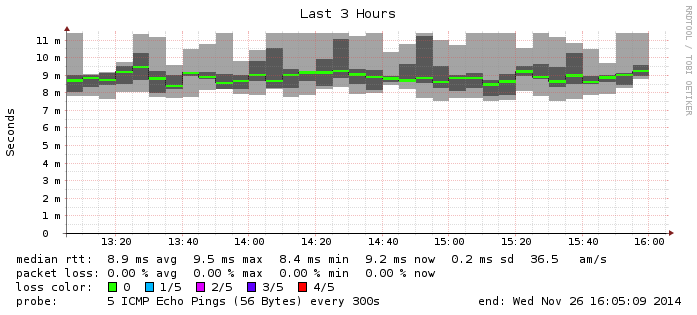 Last 3 Hours
RRDTOOL / TOBI OETIKER
Seconds
11 m
10 m
9 m
8 m
7 m
6 m
5 m
4 m
3 m
2 m
1 m
0
13:20 13:40 14:00 14:20 14:40 15:00 15:20 15:40 16:00
median rtt: 8.9 ms avg 9.5 ms max 8.4 ms min 9.2 ms now 0.2 ms sd 36.5 am/s
packet loss: 0.00 % avg 0.00 % max 0.00 % min 0.00 % now
loss color: 0 1/5 2/5 3/5 4/5
probe: 5 ICMP Echo Pings (56 Bytes) every 300s end: Wed Nov 26 16:05:09 2014